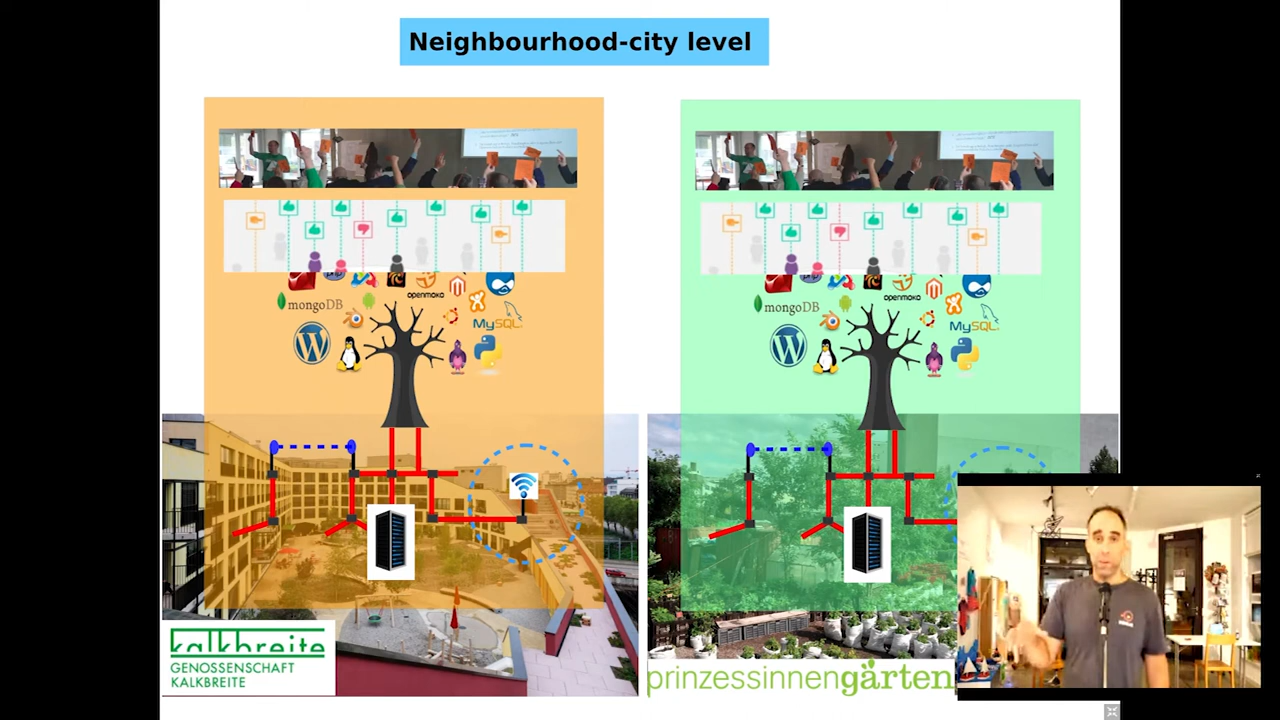 Neighbourhood-city level
openmoko
mongoDB
MySQL
kalkbreite
GENOSSENSCHAFT
KALKBREITE
openmoko
mongoDB
MySQL
prinzessinnengärten